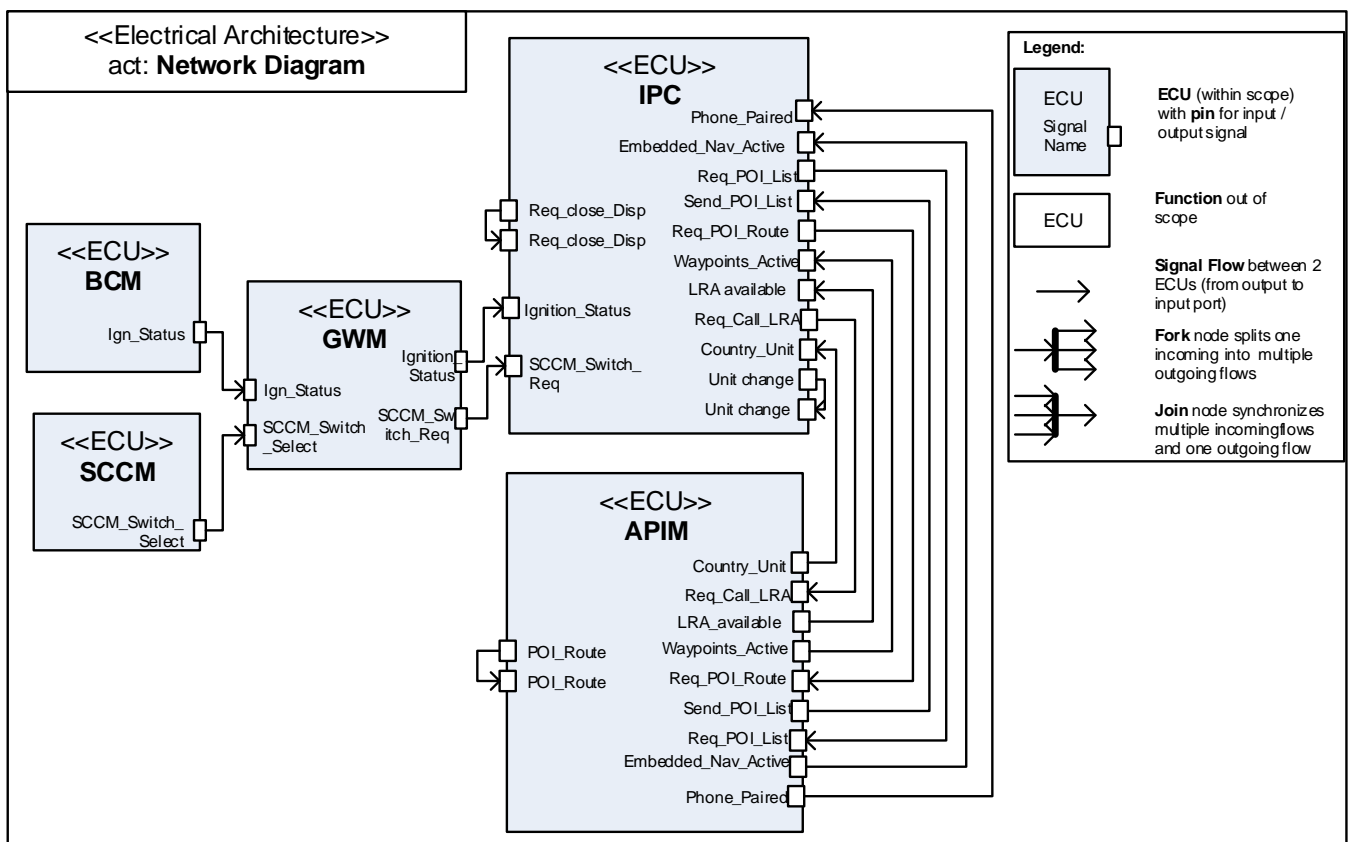 <<Electrical Architecture>>
act: Network Diagram
<<ECU>>
BCM
Ign_Status
<<ECU>>
SCCM
SCCM_Switch_
Select
<<ECU>>
GWM
Ign_Status
SCCM_Switch
_Select
Ignition_
Status
SCCM_Sw
itch_Req
<<ECU>>
IPC
Req_close_Disp
Req_close_Disp
Ignition_Status
SCCM_Switch_
Req
Phone_Paired
Embedded_Nav_Active
Req_POI_List
Send_POI_List
Req_POI_Route
Waypoints_Active
LRA available
Req_Call_LRA
Country_Unit
Unit change
Unit change
<<ECU>>
APIM
POI_Route
POI_Route
Country_Unit
Req_Call_LRA
LRA_available
Waypoints_Active
Req_POI_Route
Send_POI_List
Req_POI_List
Embedded_Nav_Active
Phone_Paired
Legend:
ECU
Signal
Name
ECU (within scope)
with pin for input /
output signal
ECU
Function out of
scope
Signal Flow between 2
ECUs (from output to
input port)
Fork node splits one
incoming into multiple
outgoing flows
Join node synchronizes
multiple incomingflows
and one outgoing flow